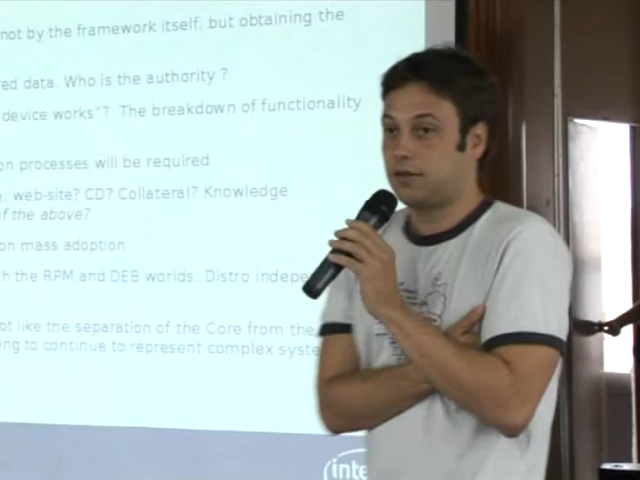 not by the framework itself, but obtaining the
red data. Who is the authority ?
device works"? The breakdown of functionality
on processes will be required
: web-site? CD? Collateral? Knowledge
of the above?
on mass adoption
h the RPM and DEB worlds. Distro indepe
ot like the separation of the Core from the
ing to continue to represent complex syste
inte